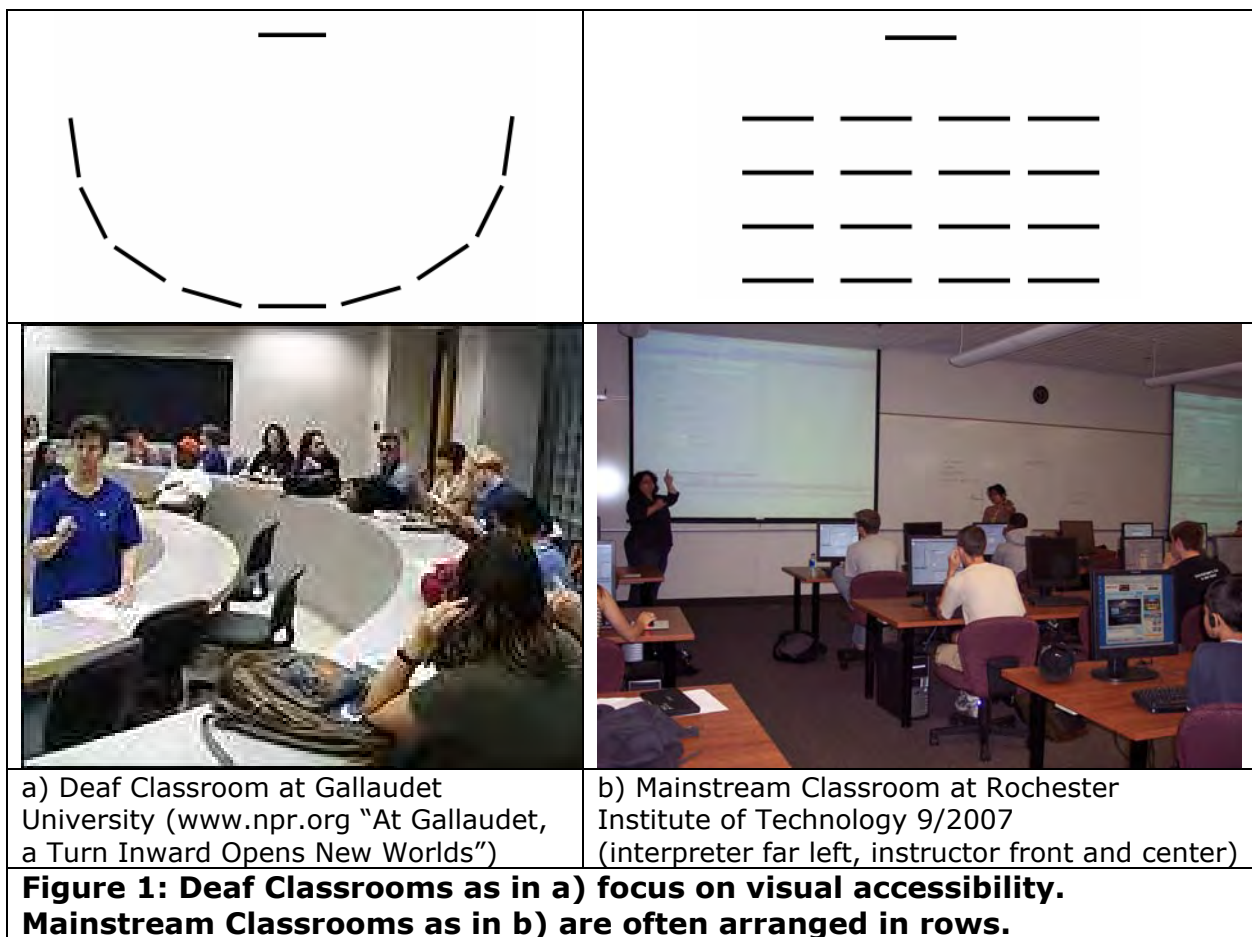 a) Deaf Classroom at Gallaudet
University (www.npr.org “At Gallaudet,
a Turn Inward Opens New Worlds”)
b) Mainstream Classroom at Rochester
Institute of Technology 9/2007
(interpreter far left, instructor front and center)
Figure 1: Deaf Classrooms as in a) focus on visual accessibility.
Mainstream Classrooms as in b) are often arranged in rows.